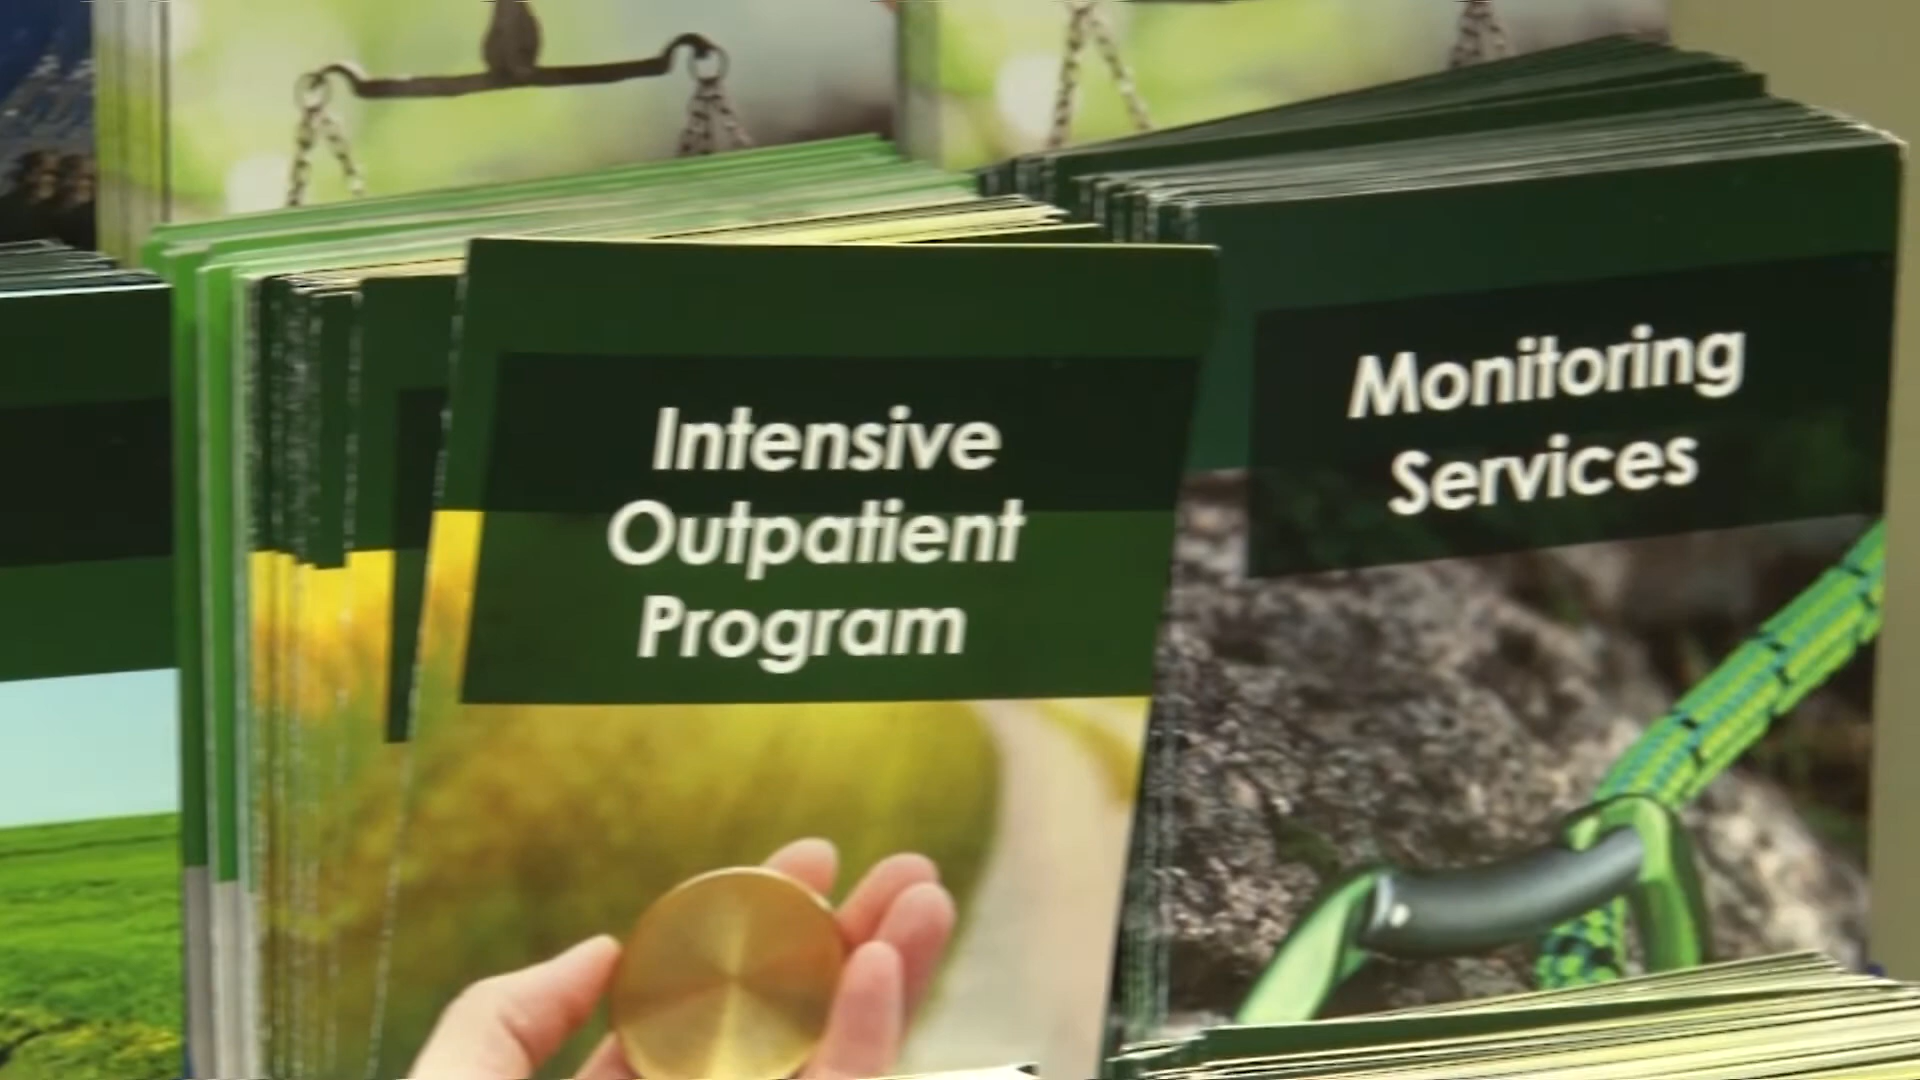 Intensive
Outpatient
Program
Monitoring
Services